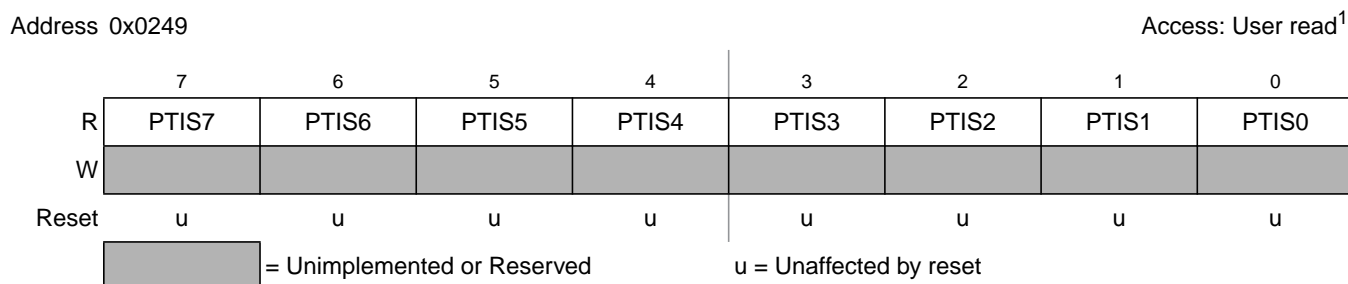 Address 0x0249 Access: User read1
7 6 5 4 3 2 1 0
R PTIS7 PTIS6 PTIS5 PTIS4 PTIS3 PTIS2 PTIS1 PTIS0
W
Reset u u u u u u u u
= Unimplemented or Reserved u = Unaffected by reset